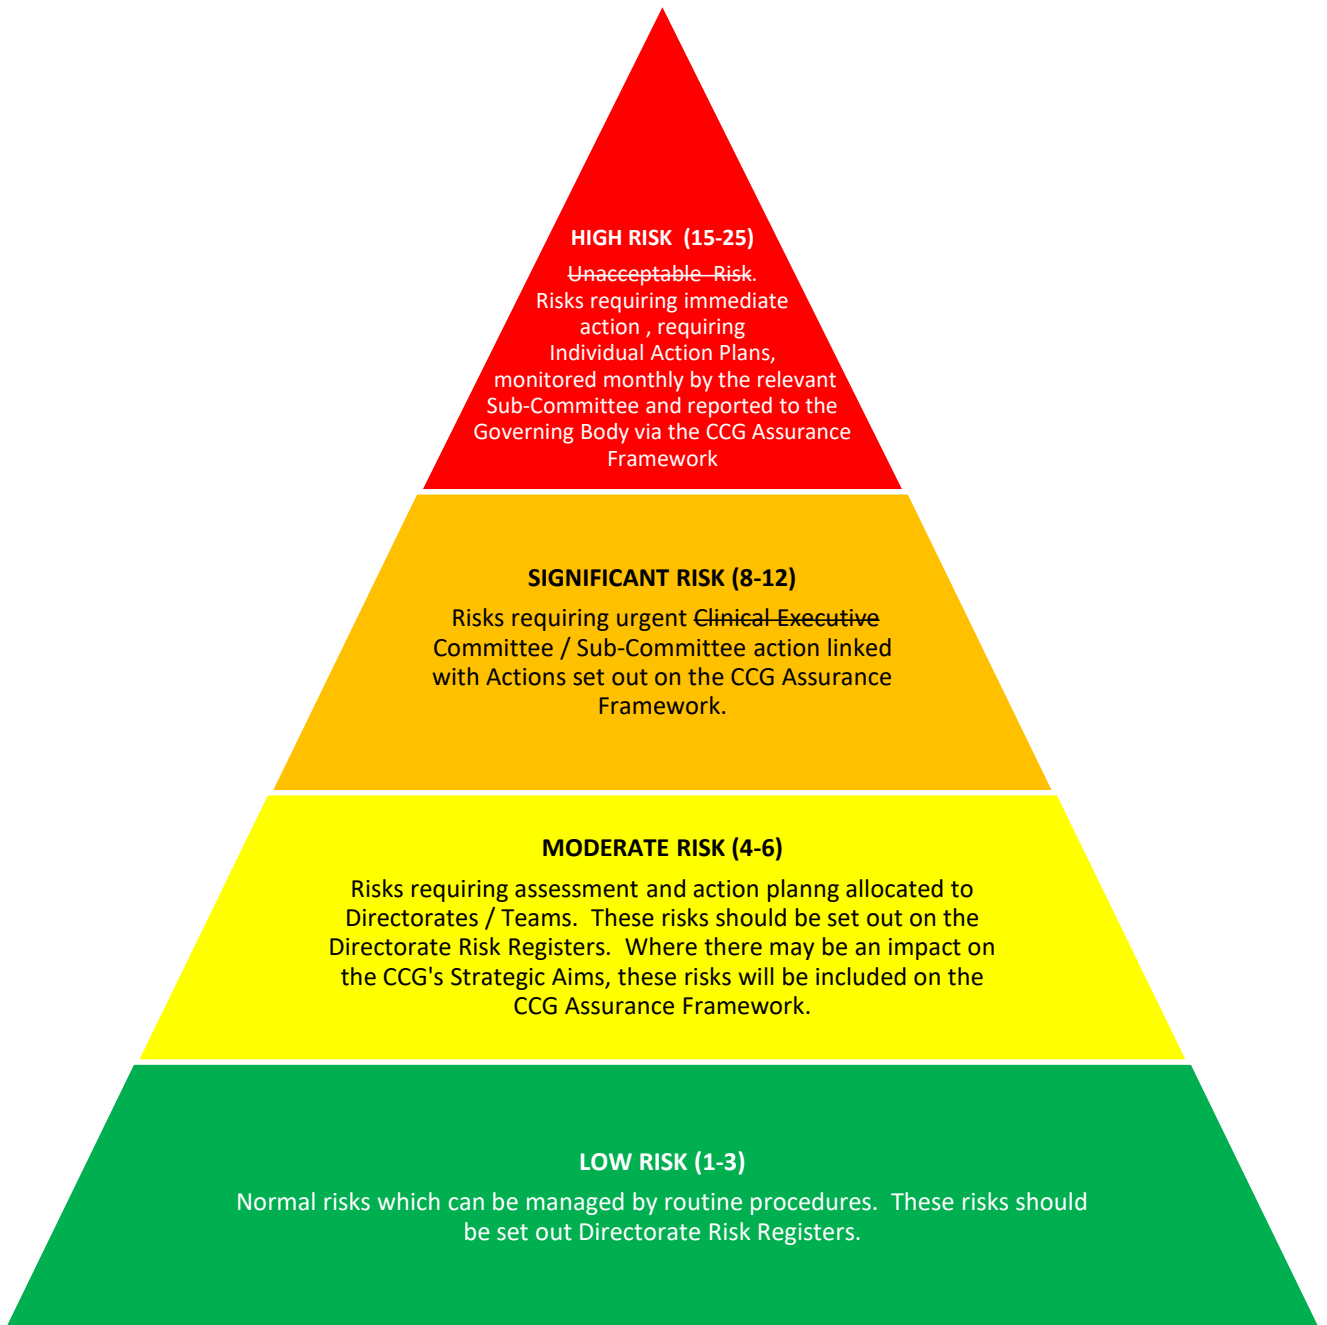 HIGH RISK  (15-25)
Unacceptable  Risk.
Risks requiring immediate
action , requiring
Individual Action Plans,
monitored monthly by the relevant
Sub-Committee and reported to the
Governing Body via the CCG Assurance
Framework
SIGNIFICANT RISK (8-12)
Risks requiring urgent Clinical Executive
Committee / Sub-Committee action linked
with Actions set out on the CCG Assurance
Framework.
MODERATE RISK (4-6)
Risks requiring assessment and action planng allocated to
Directorates / Teams.  These risks should be set out on the
Directorate Risk Registers.  Where there may be an impact on
the CCG's Strategic Aims, these risks will be included on the
CCG Assurance Framework.
LOW RISK (1-3)
Normal risks which can be managed by routine procedures.  These risks should
be set out Directorate Risk Registers.